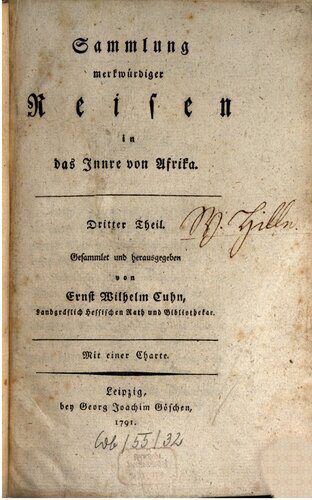 Sammlung
merkwürdiger
Reisen
in
das Innre von Afrika.
Dritter Theil.
Gesammlet und herausgegeben
von
Ernst Wilhelm Cuhn,
Landgräflich Hessischen Rath und Bibliothekar.
Mit einer Charte.
Leipzig,
bey Georg Joachim Göschen,
1791.